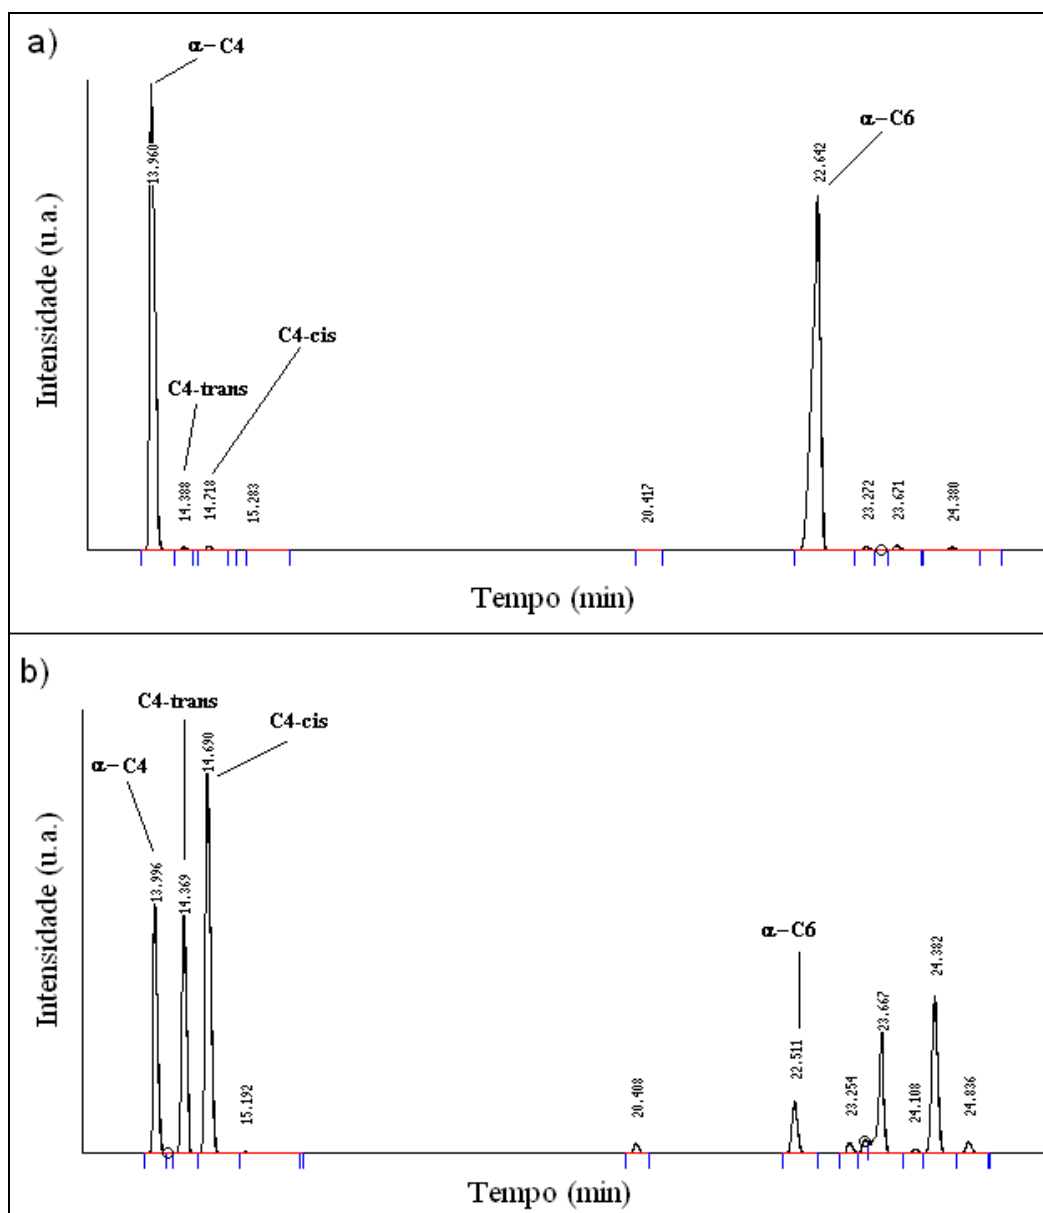 a)
α-C4
α-C6
13.960
22.642
C4-cis
C4-trans
14.388
14.718
15.283
20.417
23.272
23.671
24.380
Intensidade (u.a.)
Tempo (min)
b)
C4-trans
C4-cis
α-C4
14.690
13.996
14.369
15.192
20.408
α-C6
22.511
23.254
23.667
24.108
24.382
24.836
Intensidade (u.a.)
Tempo (min)